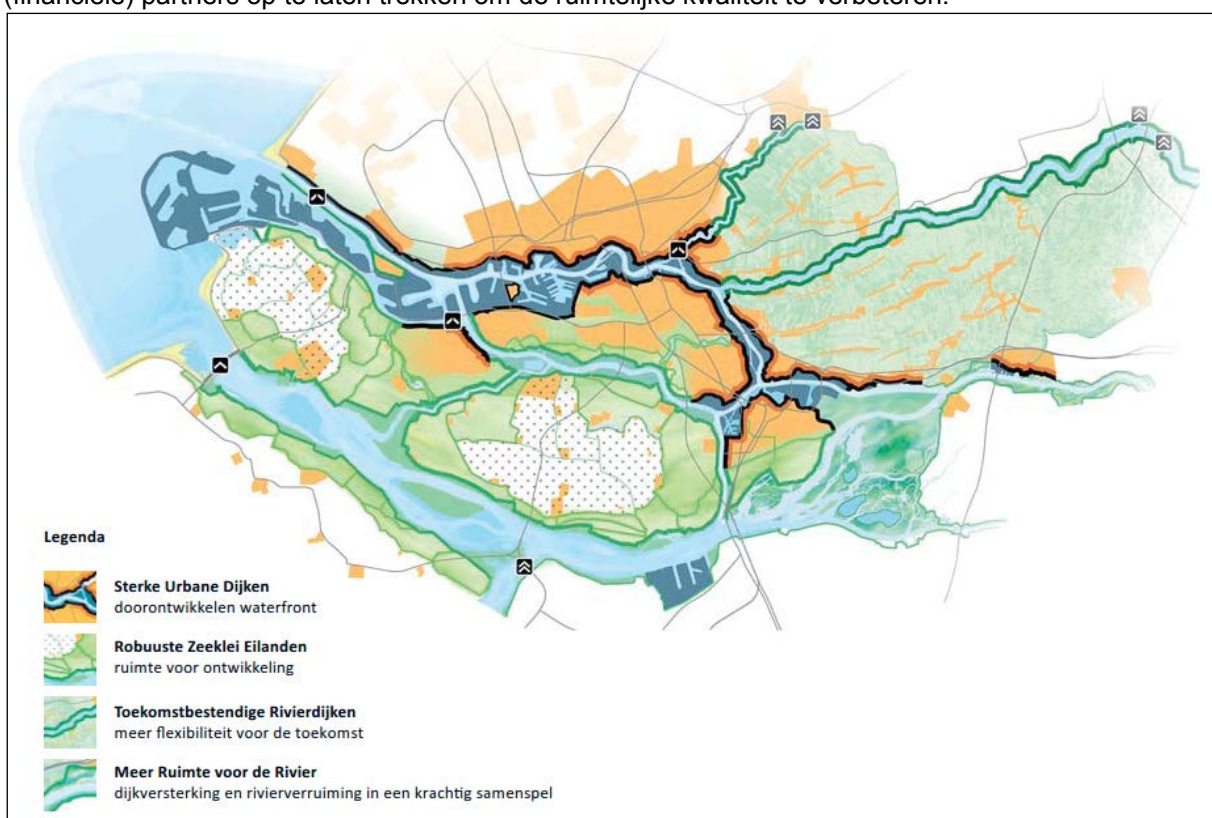 (financiële) partners op te laten trekken om de ruimtelijke kwaliteit te verbeteren.
Legenda
Sterke Urbane Dijken
doorontwikkelen waterfront
Robuuste Zeeklei Eilanden
ruimte voor ontwikkeling
Toekomstbestendige Rivierdijken
meer flexibiliteit voor de toekomst
Meer Ruimte voor de Rivier
dijkversterking en rivierverruiming in een krachtig samenspel